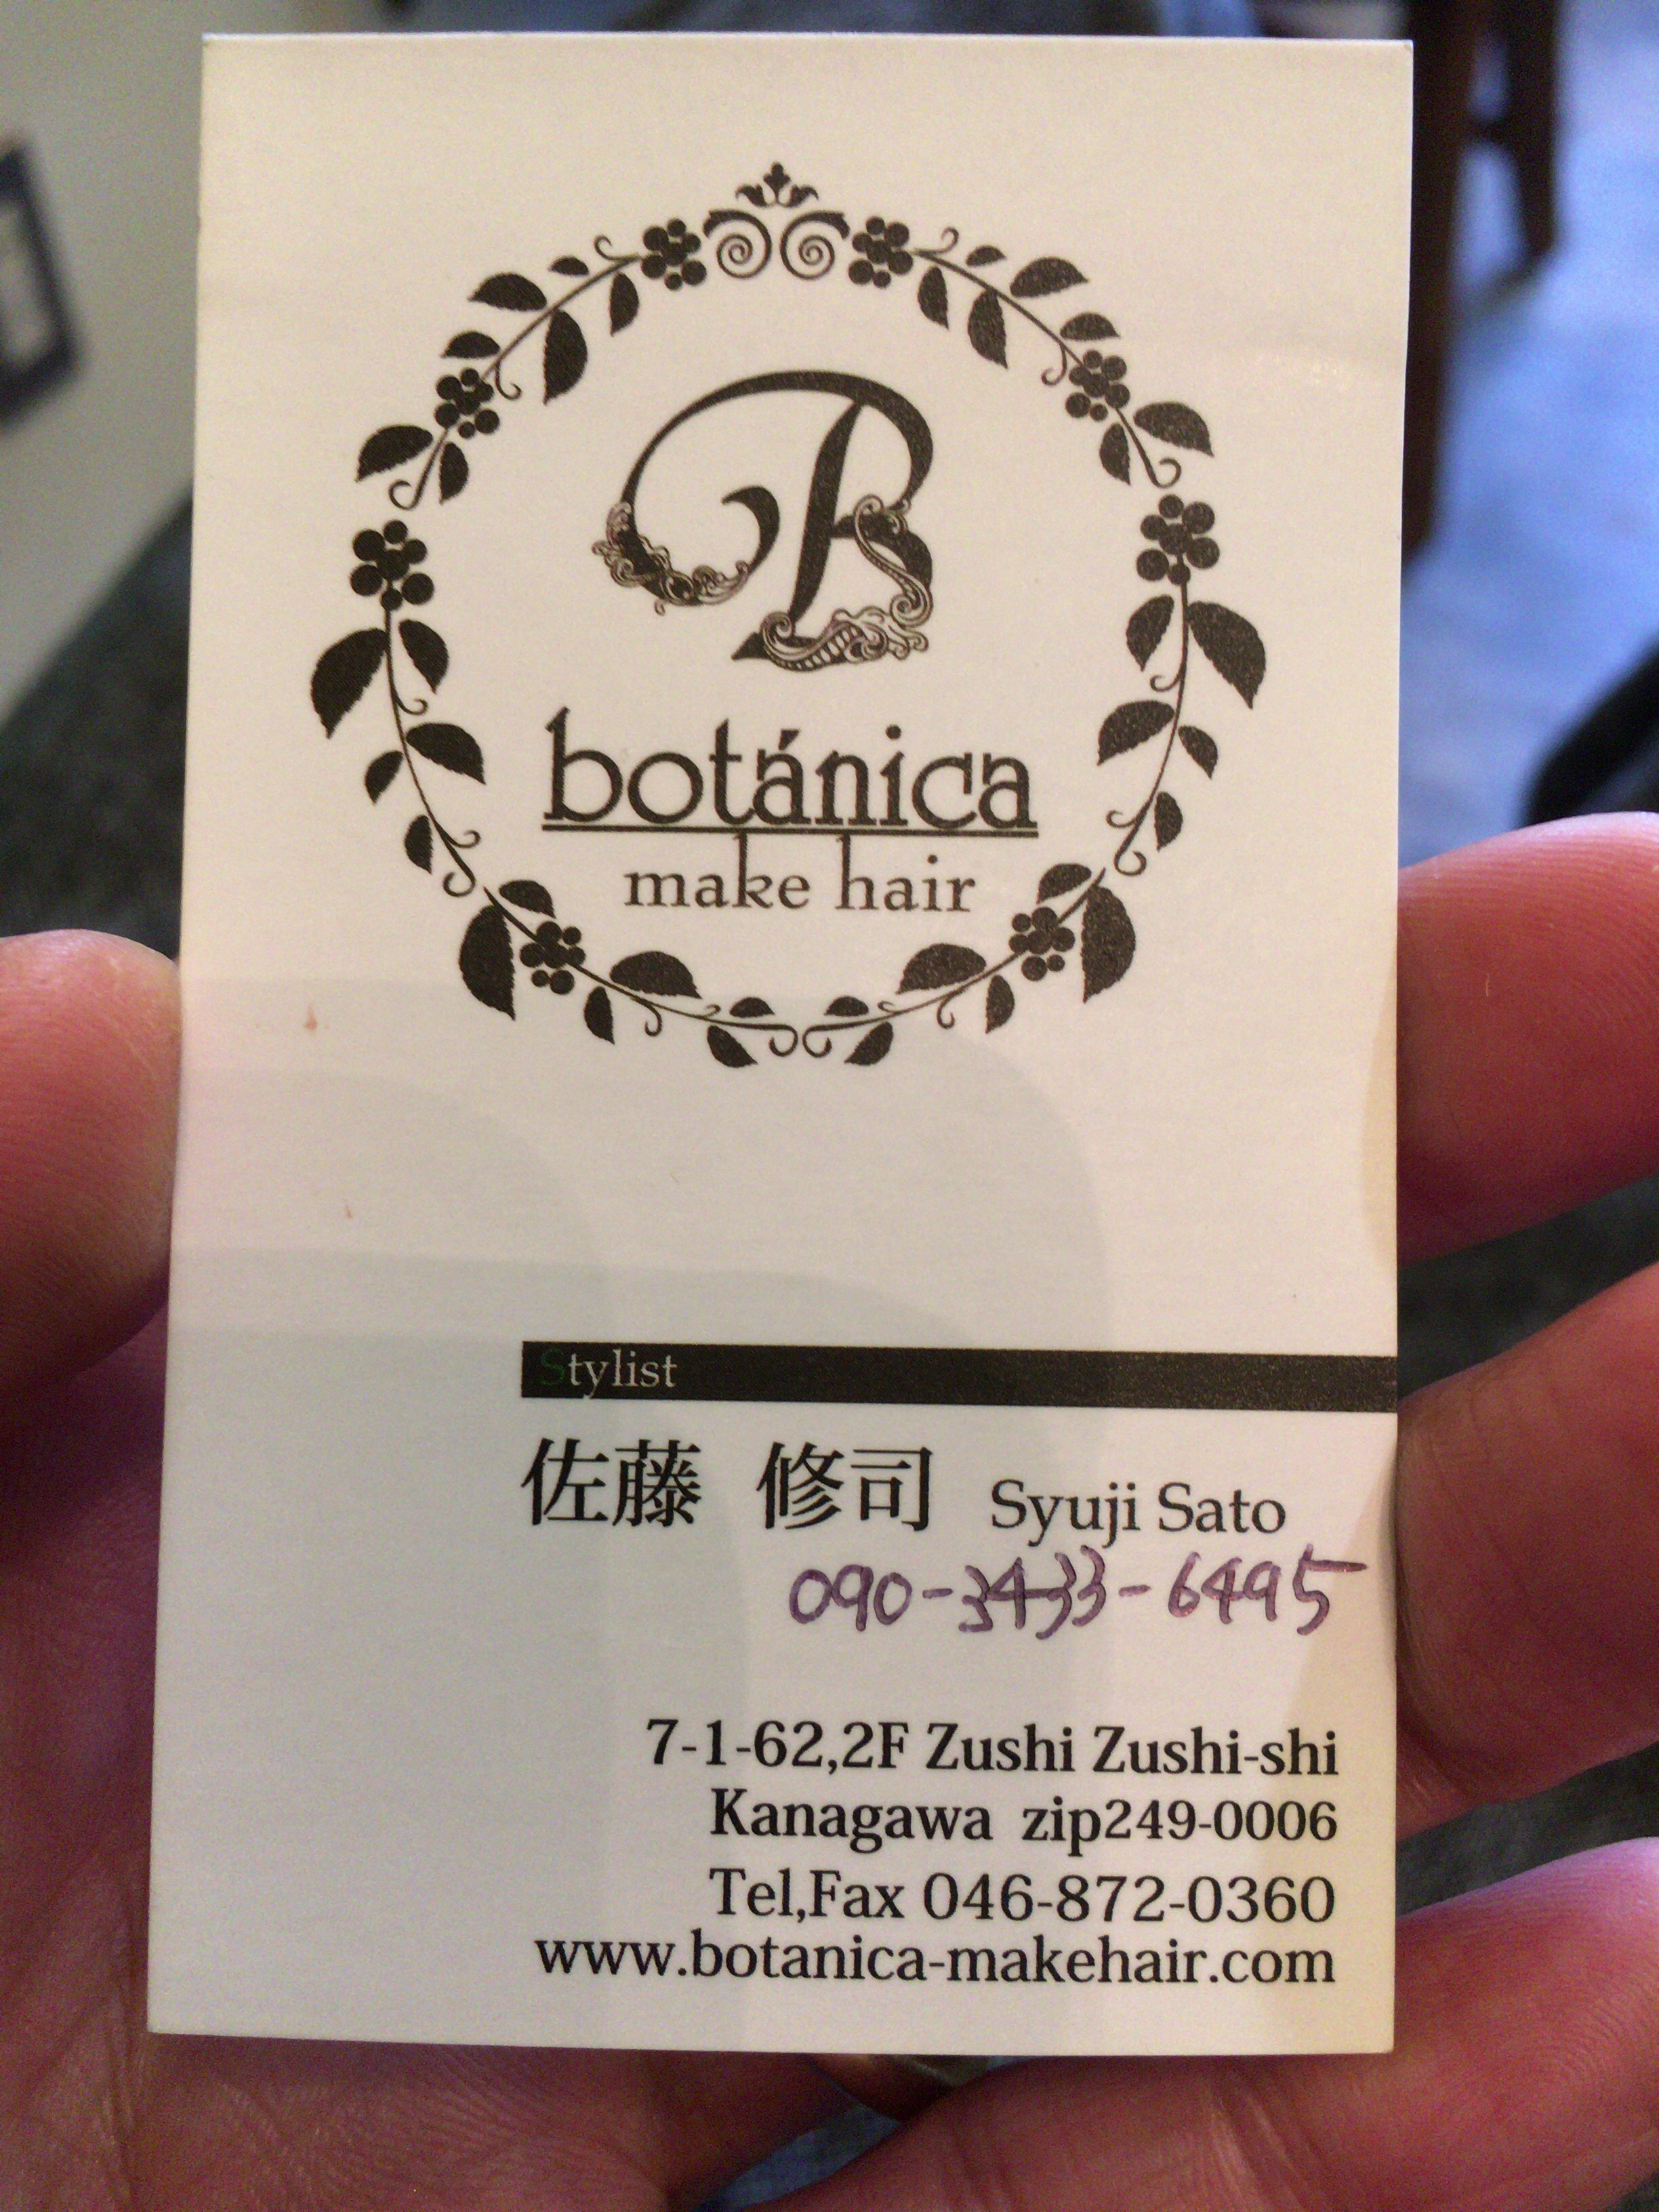 B
botánica
make hair
Stylist
佐藤 修司 Syuji Sato
090-3433-6495
7-1-62,2F Zushi Zushi-shi
Kanagawa zip249-0006
Tel,Fax 046-872-0360
www.botanica-makehair.com